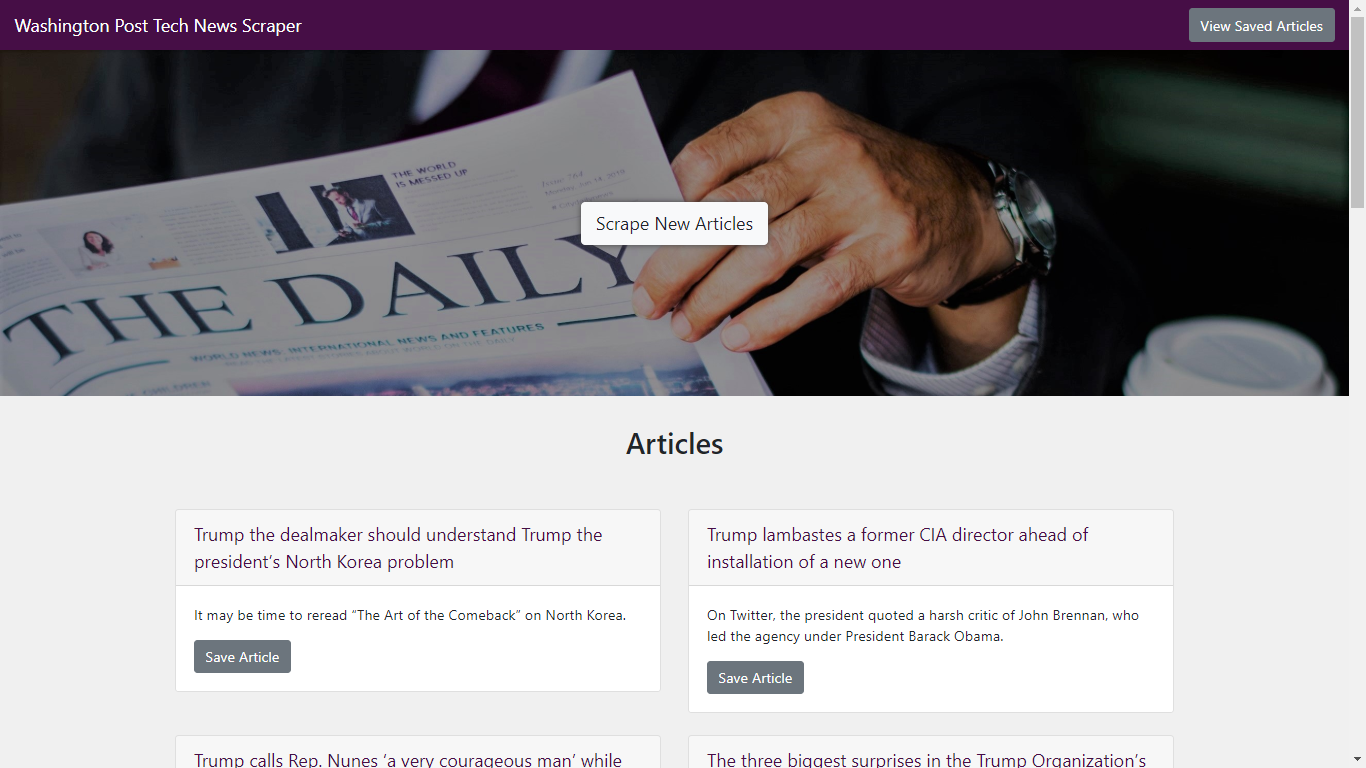 Washington Post Tech News Scraper
View Saved Articles
THE WORLD
IS MESSED UP
Scrape New Articles
THE DAILY
WORLD NEWS: INTERNATIONAL NEWS AND FEATURES
Articles
Trump the dealmaker should understand Trump the
president’s North Korea problem
It may be time to reread “The Art of the Comeback” on North Korea.
Save Article
Trump lambastes a former CIA director ahead of
installation of a new one
On Twitter, the president quoted a harsh critic of John Brennan, who
led the agency under President Barack Obama.
Save Article
Trump calls Rep. Nunes ‘a very courageous man’ while
The three biggest surprises in the Trump Organization’s